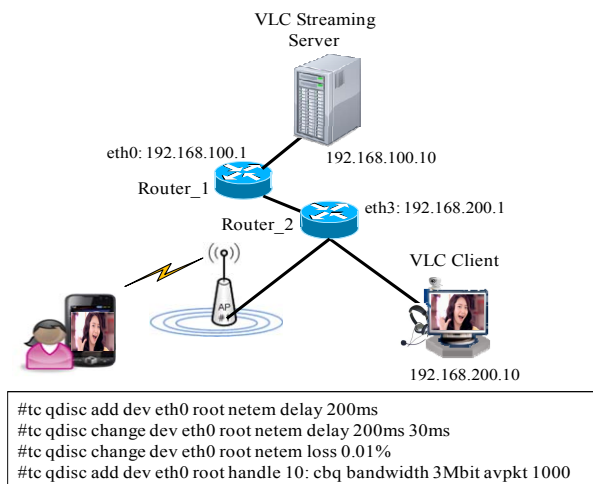 VLC Streaming
Server
eth0: 192.168.100.1
192.168.100.10
Router_1
eth3: 192.168.200.1
Router_2
VLC Client
AP
#
192.168.200.10
#tc qdisc add dev eth0 root netem delay 200ms
#tc qdisc change dev eth0 root netem delay 200ms 30ms
#tc qdisc change dev eth0 root netem loss 0.01%
#tc qdisc add dev eth0 root handle 10: cbq bandwidth 3Mbit avpkt 1000